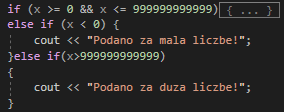 if (x >= 0 && x <= 999999999999) { ... }
else if (x < 0) {
cout << "Podano za mala liczbe!";
}else if(x>999999999999)
{
cout << "Podano za duza liczbe!";
}